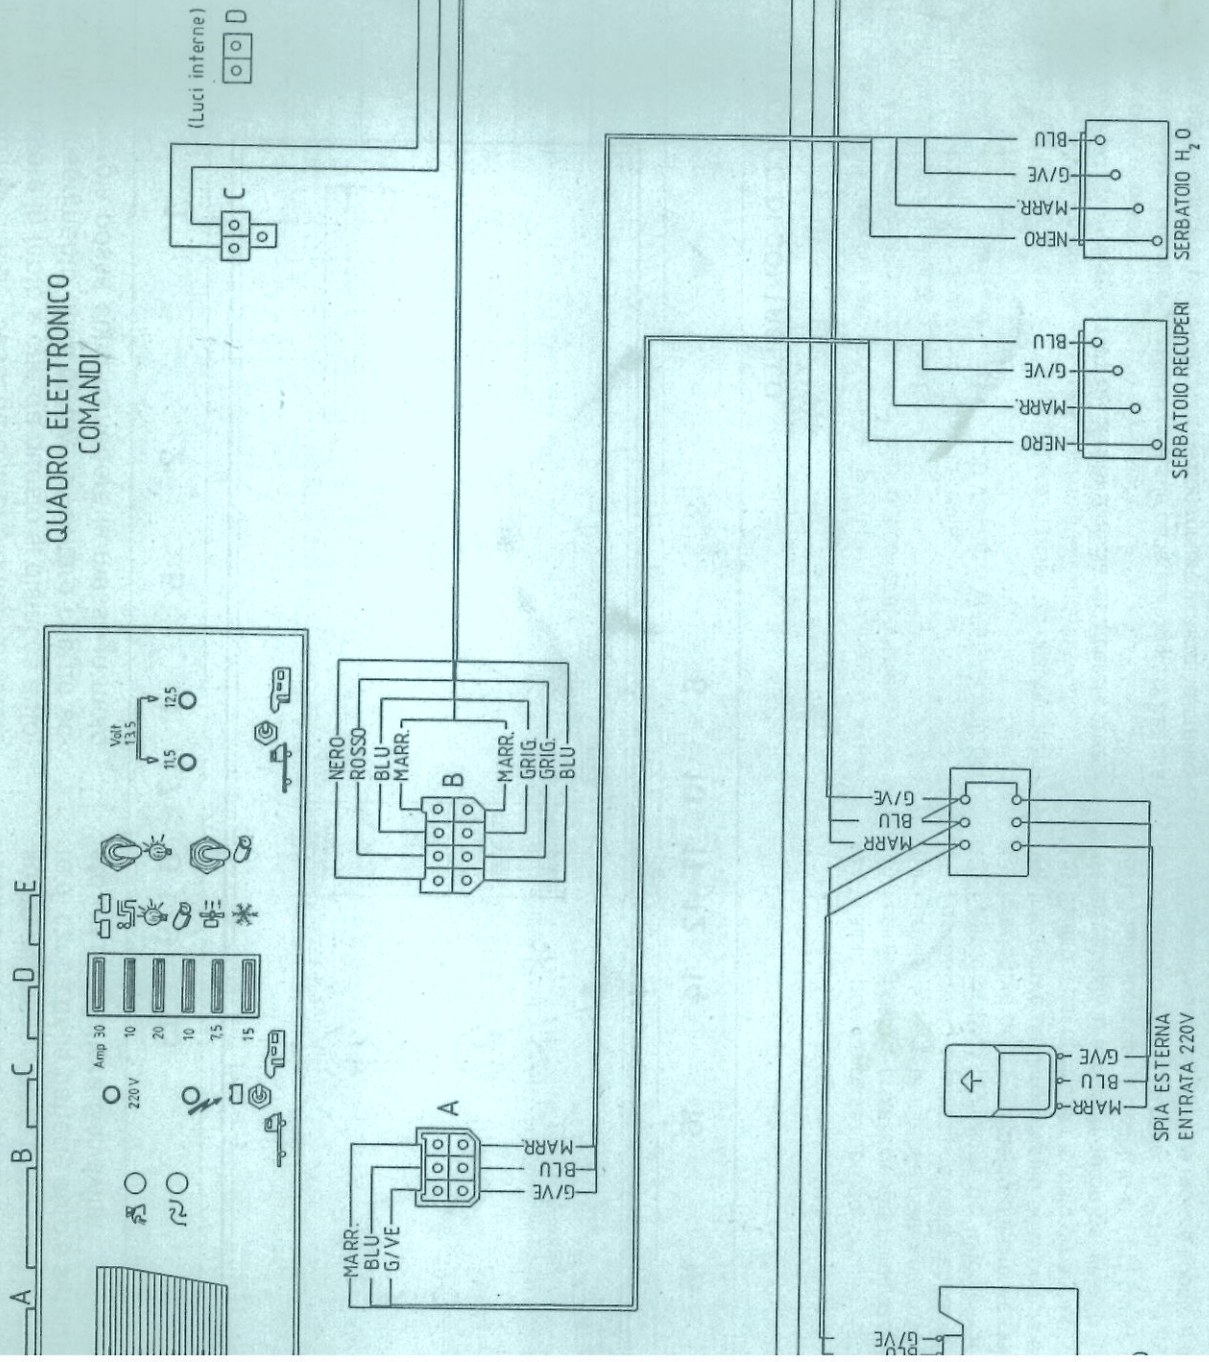 (Luci interne)
D
C
QUADRO ELETTRONICO
COMANDI
BLU
G/VE
MARR.
NERO
SERBATOIO H2O
BLU
G/VE
MARR.
NERO
SERBATOIO RECUPERI
Volt
13.5
11,5
12,5
NERO
ROSSO
BLU
MARR.
B
MARR.
GRIG.
GRIG.
BLU
G/VE
BLU
MARR
A
B
C
D
E
Amp 30
10
20
10
7,5
15
220V
A
MARR.
BLU
G/VE
MARR.
BLU
G/VE
G/VE
BLU
MARR
SPIA ESTERNA
ENTRATA 220V
G/VE
BLU